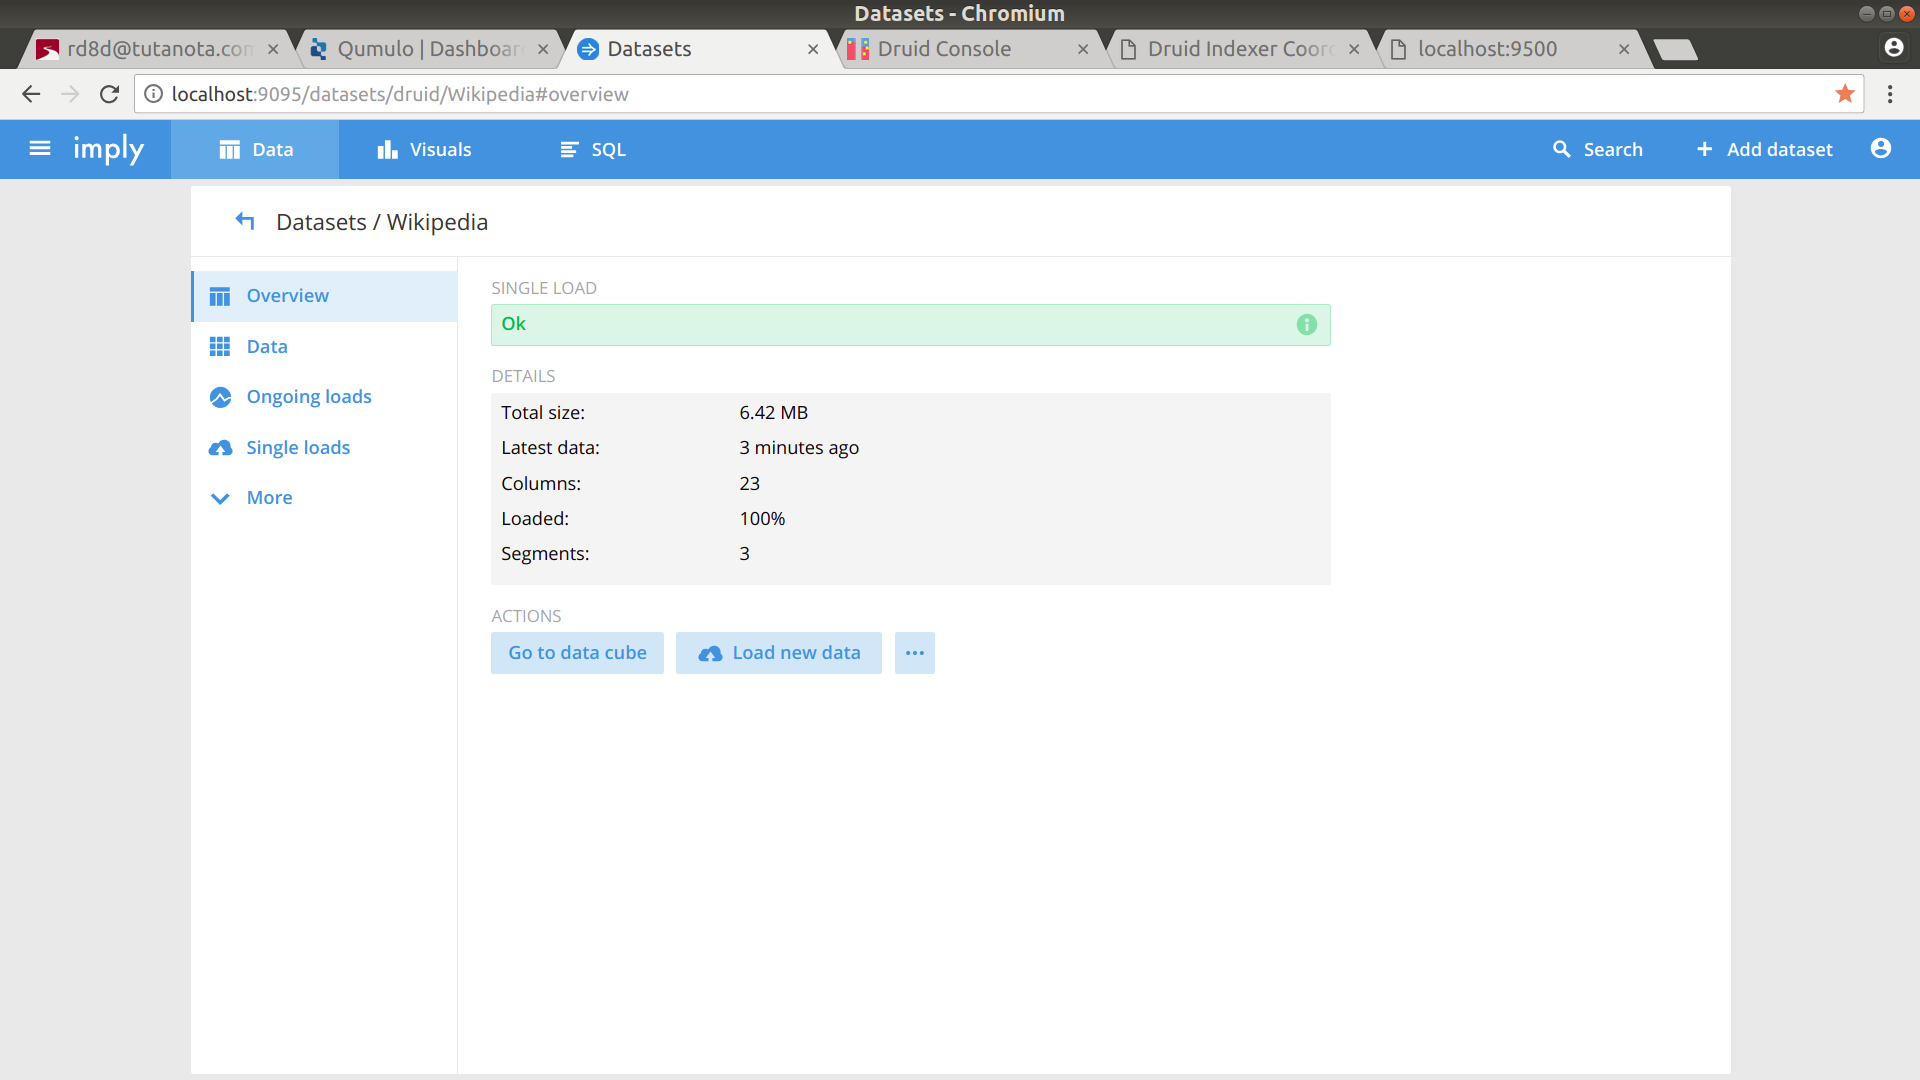 Datasets - Chromium
rd8d@tutanota.com
Qumulo | Dashboar
Datasets
Druid Console
Druid Indexer Coor
localhost:9500
localhost:9095/datasets/druid/Wikipedia#overview
imply
Data
Visuals
SQL
Search
+ Add dataset
Datasets / Wikipedia
Overview
Data
Ongoing loads
Single loads
More
SINGLE LOAD
Ok
DETAILS
Total size: 6.42 MB
Latest data: 3 minutes ago
Columns: 23
Loaded: 100%
Segments: 3
ACTIONS
Go to data cube
Load new data
...